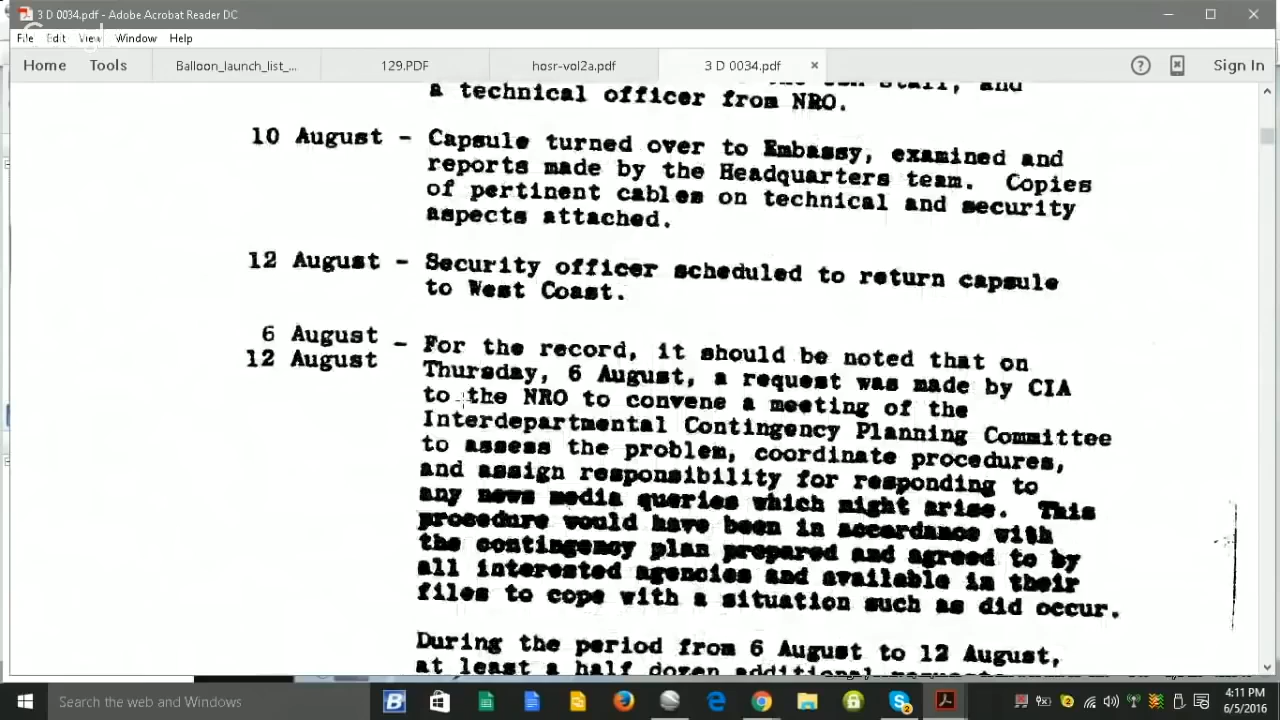 3 D 0034.pdf - Adobe Acrobat Reader DC
Google
File Edit View Window Help
Home Tools Balloon_launch_list_... 129.PDF hosr-vol2a.pdf 3 D 0034.pdf × Sign In
staff, and
a technical officer from NRO.
10 August - Capsule turned over to Embassy, examined and
reports made by the Headquarters team. Copies
of pertinent cables on technical and security
aspects attached.
12 August - Security officer scheduled to return capsule
to West Coast.
6 August
12 August - For the record, it should be noted that on
Thursday, 6 August, a request was made by CIA
to the NRO to convene a meeting of the
Interdepartmental Contingency Planning Committee
to assess the problem, coordinate procedures,
and assign responsibility for responding to
any news media queries which might arise. This
procedure would have been in accordance with
the contingency plan prepared and agreed to by
all interested agencies and available in their
files to cope with a situation such as did occur.
During the period from 6 August to 12 August,
at least a half dozen additional
Search the web and Windows
4:11 PM
6/5/2016